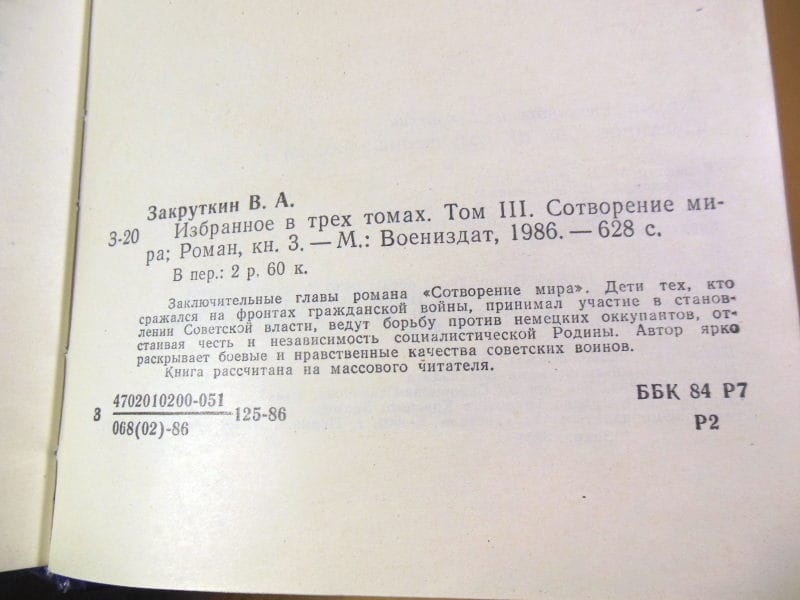 Закруткин В. А.
З-20 Избранное в трех томах. Том III. Сотворение ми-
ра; Роман, кн. 3. — М.: Воениздат, 1986. — 628 с.
В пер.: 2 р. 60 к.
Заключительные главы романа «Сотворение мира». Дети тех, кто
сражался на фронтах гражданской войны, принимал участие в станов-
лении Советской власти, ведут борьбу против немецких оккупантов, от-
стаивая честь и независимость социалистической Родины. Автор ярко
раскрывает боевые и нравственные качества советских воинов.
Книга рассчитана на массового читателя.
З 4702010200-051
068(02)-86 125-86
ББК 84 Р7
Р2